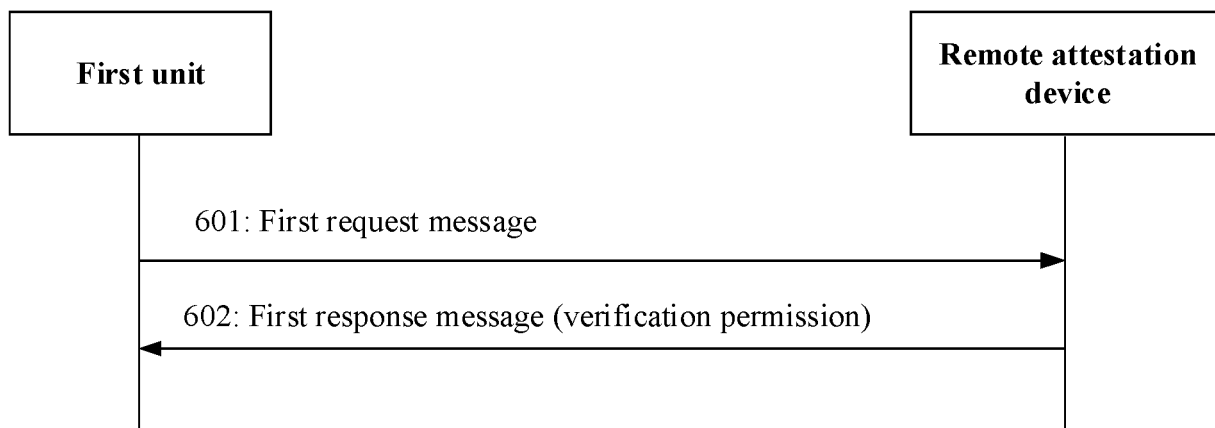 First unit
Remote attestation
device
601: First request message
602: First response message (verification permission)